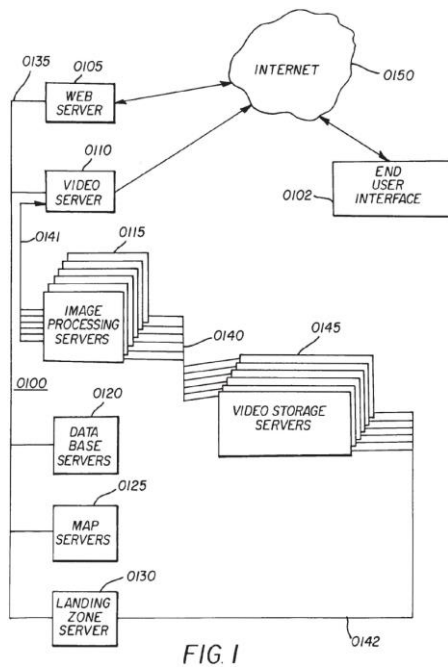 0135
0105
WEB
SERVER
INTERNET
0150
0110
VIDEO
SERVER
0102
END
USER
INTERFACE
0141
0115
IMAGE
PROCESSING
SERVERS
0140
0145
VIDEO STORAGE
SERVERS
0100
0120
DATA
BASE
SERVERS
0125
MAP
SERVERS
0130
LANDING
ZONE
SERVER
0142
FIG. 1